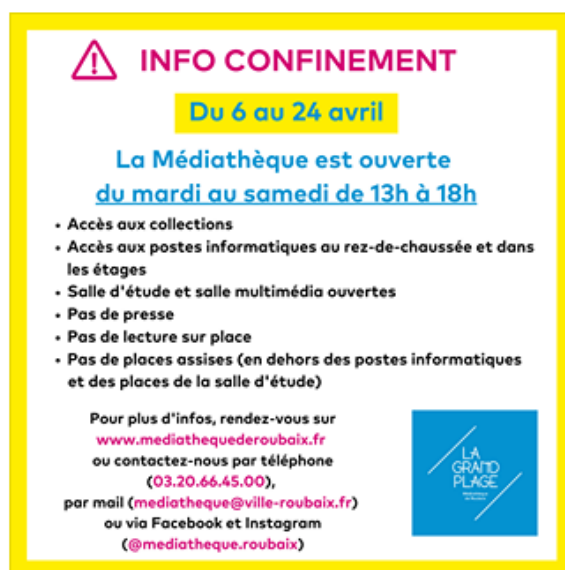 INFO CONFINEMENT
Du 6 au 24 avril
La Médiathèque est ouverte
du mardi au samedi de 13h à 18h
• Accès aux collections
• Accès aux postes informatiques au rez-de-chaussée et dans
les étages
• Salle d'étude et salle multimédia ouvertes
• Pas de presse
• Pas de lecture sur place
• Pas de places assises (en dehors des postes informatiques
et des places de la salle d'étude)
Pour plus d'infos, rendez-vous sur
www.mediathequederoubaix.fr
ou contactez-nous par téléphone
(03.20.66.45.00),
par mail (mediatheque@ville-roubaix.fr)
ou via Facebook et Instagram
(@mediatheque.roubaix)
LA
GRAND
PLAGE
Médiathèque
de Roubaix